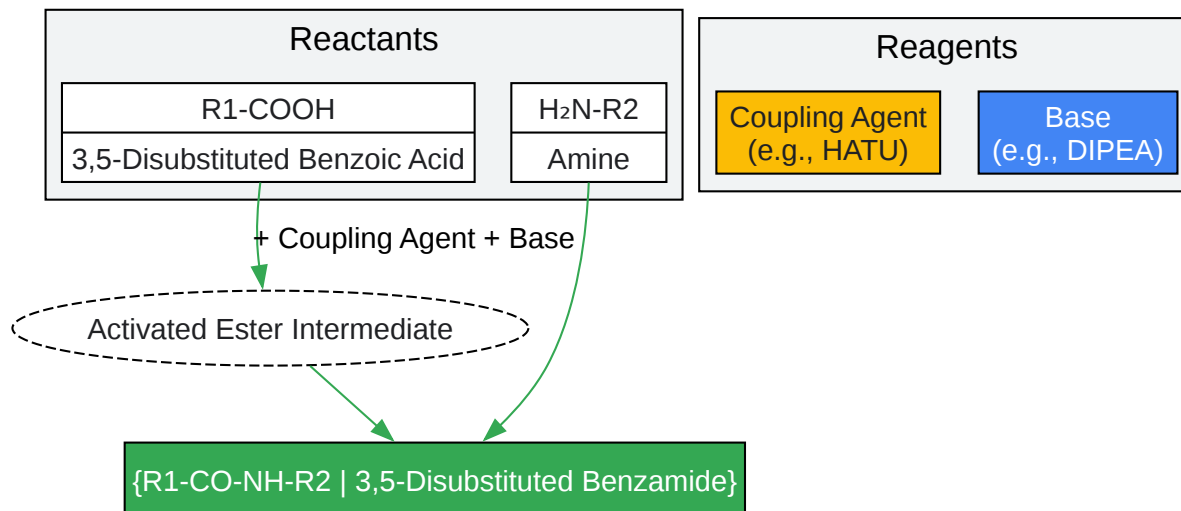 Reactants
R1-COOH
3,5-Disubstituted Benzoic Acid
H₂N-R2
Amine
Reagents
Coupling Agent
(e.g., HATU)
Base
(e.g., DIPEA)
+ Coupling Agent + Base
Activated Ester Intermediate
{R1-CO-NH-R2 | 3,5-Disubstituted Benzamide}